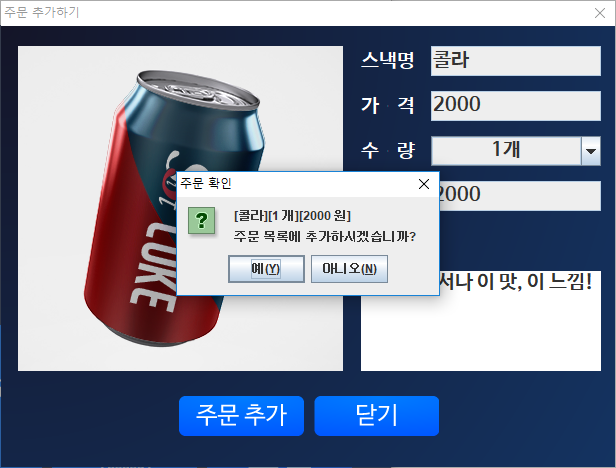 주문 추가하기
스낵명 콜라
가 격 2000
수 량 1개
2000
주문 확인
[콜라][1 개][2000 원]
주문 목록에 추가하시겠습니까?
예(Y) 아니오(N)
서나 이 맛, 이 느낌!
LUKE
주문 추가 닫기